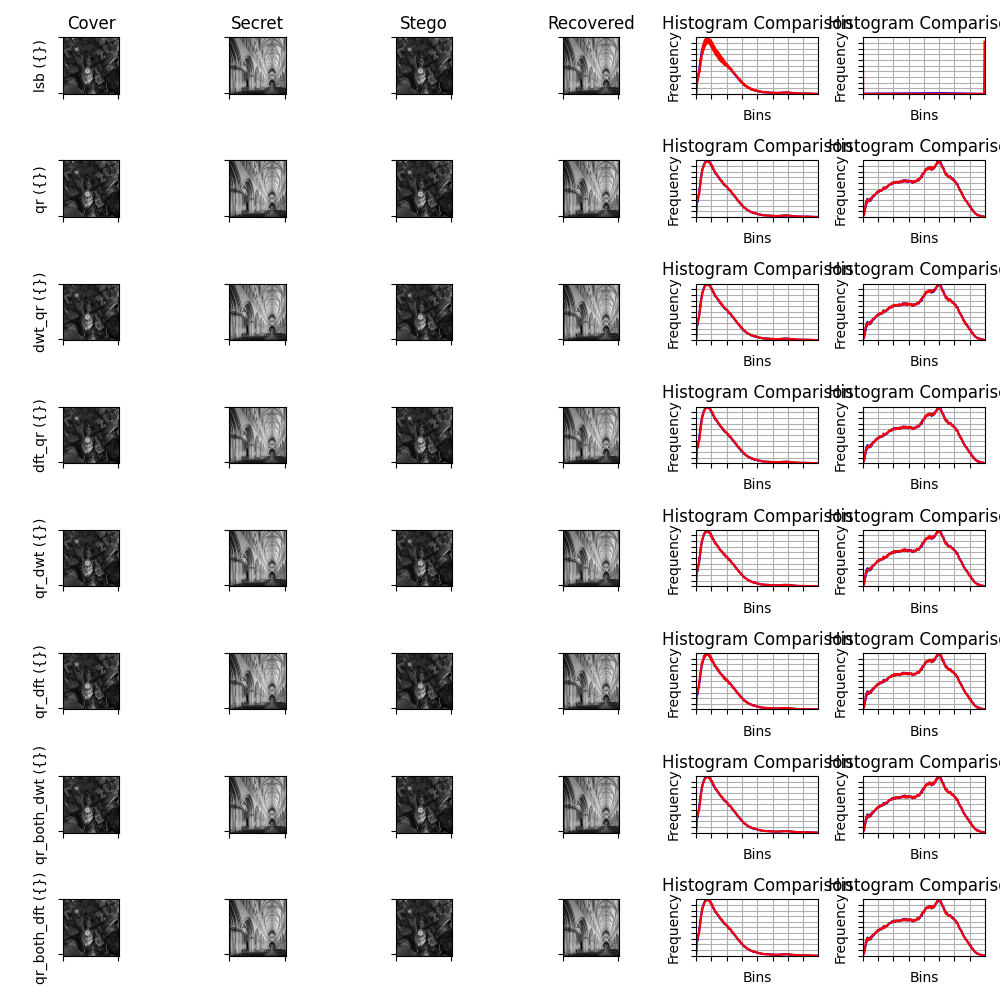 Cover Secret Stego Recovered Histogram Comparison Histogram Comparis
lsb ({}) Frequency Bins Frequency Bins
Histogram Comparison Histogram Comparis
qr ({}) Frequency Bins Frequency Bins
Histogram Comparison Histogram Comparis
dwt_qr ({}) Frequency Bins Frequency Bins
Histogram Comparison Histogram Comparis
dft_qr ({}) Frequency Bins Frequency Bins
Histogram Comparison Histogram Comparis
qr_dwt ({}) Frequency Bins Frequency Bins
Histogram Comparison Histogram Comparis
qr_dft ({}) Frequency Bins Frequency Bins
Histogram Comparison Histogram Comparis
qr_both_dwt ({}) Frequency Bins Frequency Bins
Histogram Comparison Histogram Comparis
qr_both_dft ({}) Frequency Bins Frequency Bins